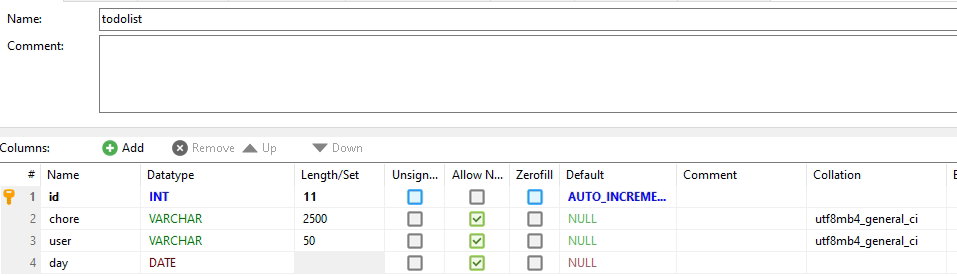 Name: todolist
Comment:
Columns: Add Remove Up Down
# Name Datatype Length/Set Unsign... Allow N... Zerofill Default Comment Collation
1 id INT 11 AUTO_INCREME...
2 chore VARCHAR 2500 NULL utf8mb4_general_ci
3 user VARCHAR 50 NULL utf8mb4_general_ci
4 day DATE NULL